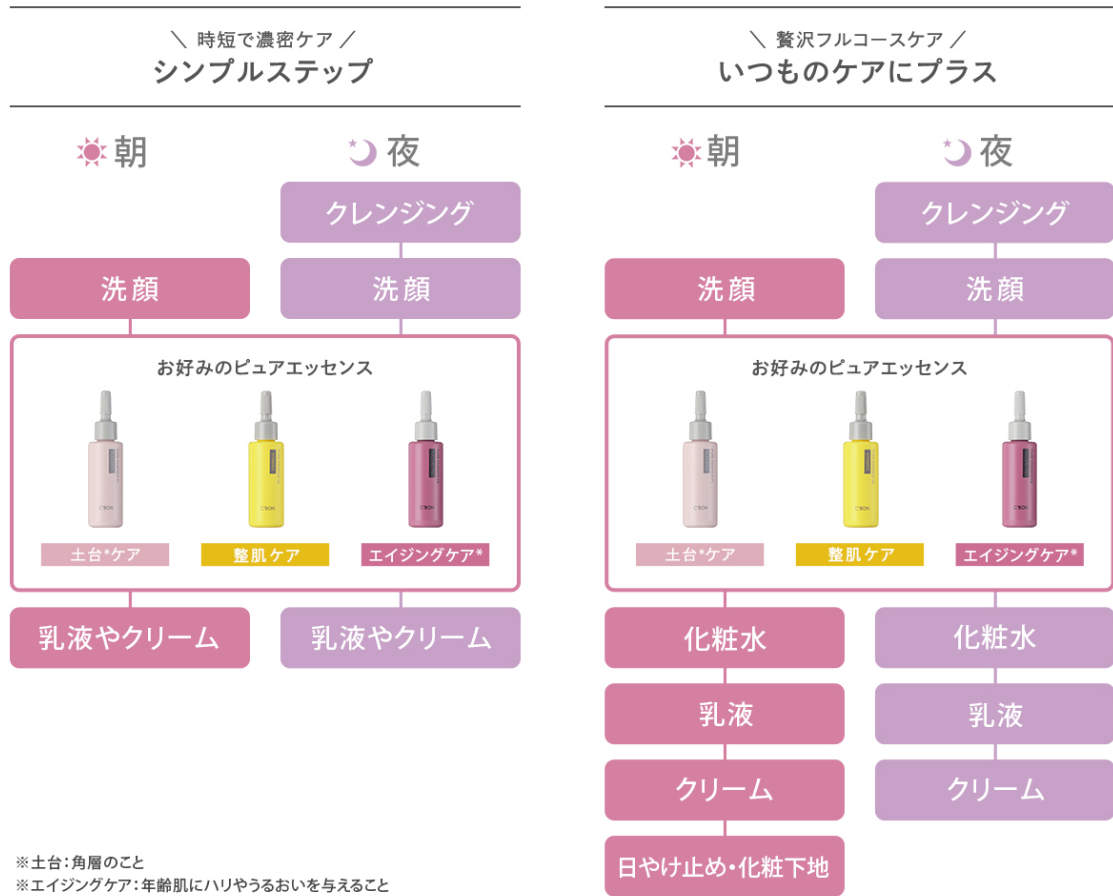 ＼ 時短で濃密ケア ／
シンプルステップ
朝
夜
クレンジング
洗顔
洗顔
お好みのピュアエッセンス
C'BON
C'BON
C'BON
土台*ケア
整肌ケア
エイジングケア*
乳液やクリーム
乳液やクリーム
※土台：角層のこと
※エイジングケア：年齢肌にハリやうるおいを与えること
＼ 贅沢フルコースケア ／
いつものケアにプラス
朝
夜
クレンジング
洗顔
洗顔
お好みのピュアエッセンス
C'BON
C'BON
C'BON
土台*ケア
整肌ケア
エイジングケア*
化粧水
化粧水
乳液
乳液
クリーム
クリーム
日やけ止め・化粧下地